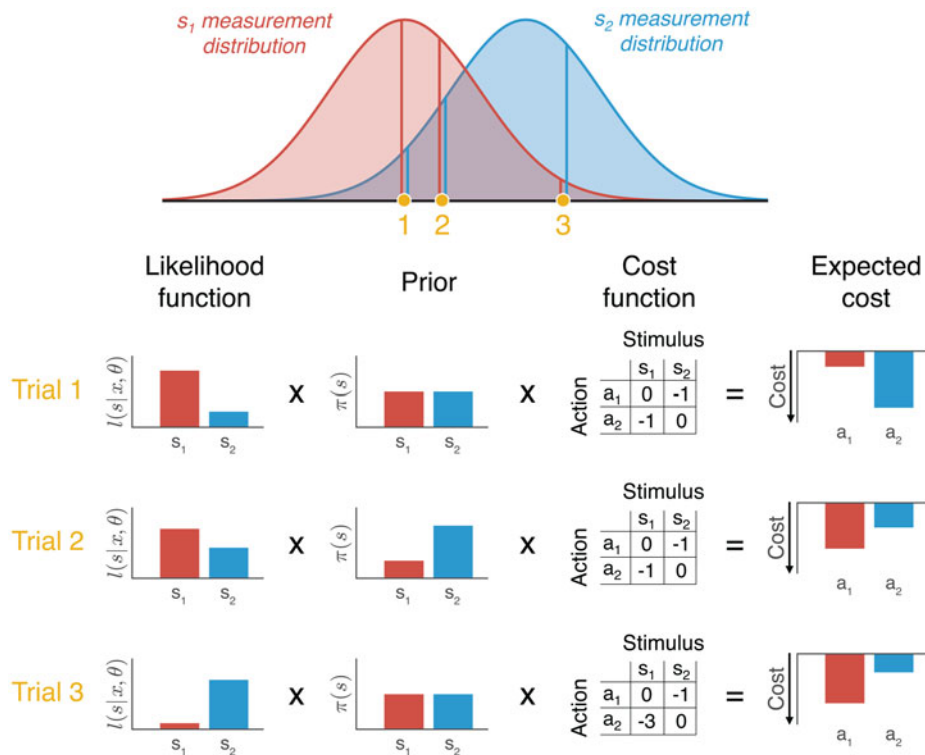 s₁ measurement distribution
s₂ measurement distribution
1 2 3
Likelihood function
Prior
Cost function
Expected cost
Trial 1
l(s|x, θ)
s₁ s₂
x
π(s)
s₁ s₂
x
Stimulus
Action
s₁ s₂
a₁ 0 -1
a₂ -1 0
=
Cost
a₁ a₂
Trial 2
l(s|x, θ)
s₁ s₂
x
π(s)
s₁ s₂
x
Stimulus
Action
s₁ s₂
a₁ 0 -1
a₂ -1 0
=
Cost
a₁ a₂
Trial 3
l(s|x, θ)
s₁ s₂
x
π(s)
s₁ s₂
x
Stimulus
Action
s₁ s₂
a₁ 0 -1
a₂ -3 0
=
Cost
a₁ a₂